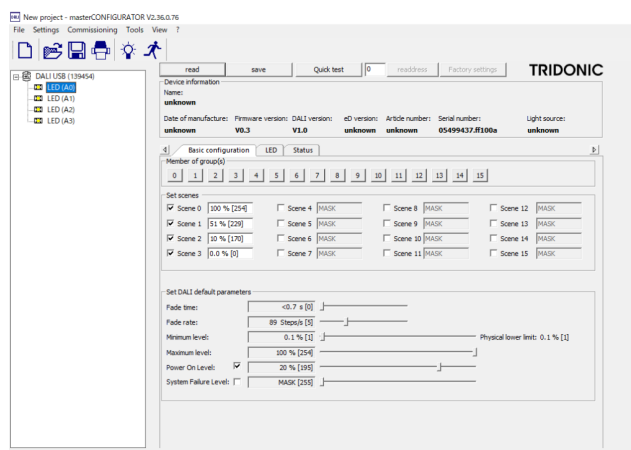 New project - masterCONFIGURATOR V2.36.0.76
File Settings Commissioning Tools View ?
DALI USB (139454)
LED (A0)
LED (A1)
LED (A2)
LED (A3)
read save Quick test 0 readdress Factory settings TRIDONIC
Device information
Name:
unknown
Date of manufacture: Firmware version: DALI version: eD version: Article number: Serial number: Light source:
unknown V0.3 V1.0 unknown unknown 05499437.ff100a unknown
Basic configuration LED Status
Member of group(s)
0 1 2 3 4 5 6 7 8 9 10 11 12 13 14 15
Set scenes
Scene 0 100 % [254] Scene 4 MASK Scene 8 MASK Scene 12 MASK
Scene 1 51 % [229] Scene 5 MASK Scene 9 MASK Scene 13 MASK
Scene 2 10 % [170] Scene 6 MASK Scene 10 MASK Scene 14 MASK
Scene 3 0.0 % [0] Scene 7 MASK Scene 11 MASK Scene 15 MASK
Set DALI default parameters
Fade time: <0.7 s [0]
Fade rate: 89 Steps/s [5]
Minimum level: 0.1 % [1] Physical lower limit: 0.1 % [1]
Maximum level: 100 % [254]
Power On Level: 20 % [195]
System Failure Level: MASK [255]